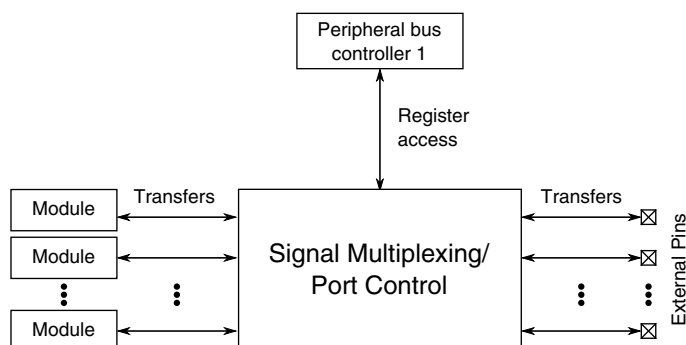 Peripheral bus
controller 1
Register
access
Transfers
Transfers
Module
Module
Module
Signal Multiplexing/
Port Control
External Pins